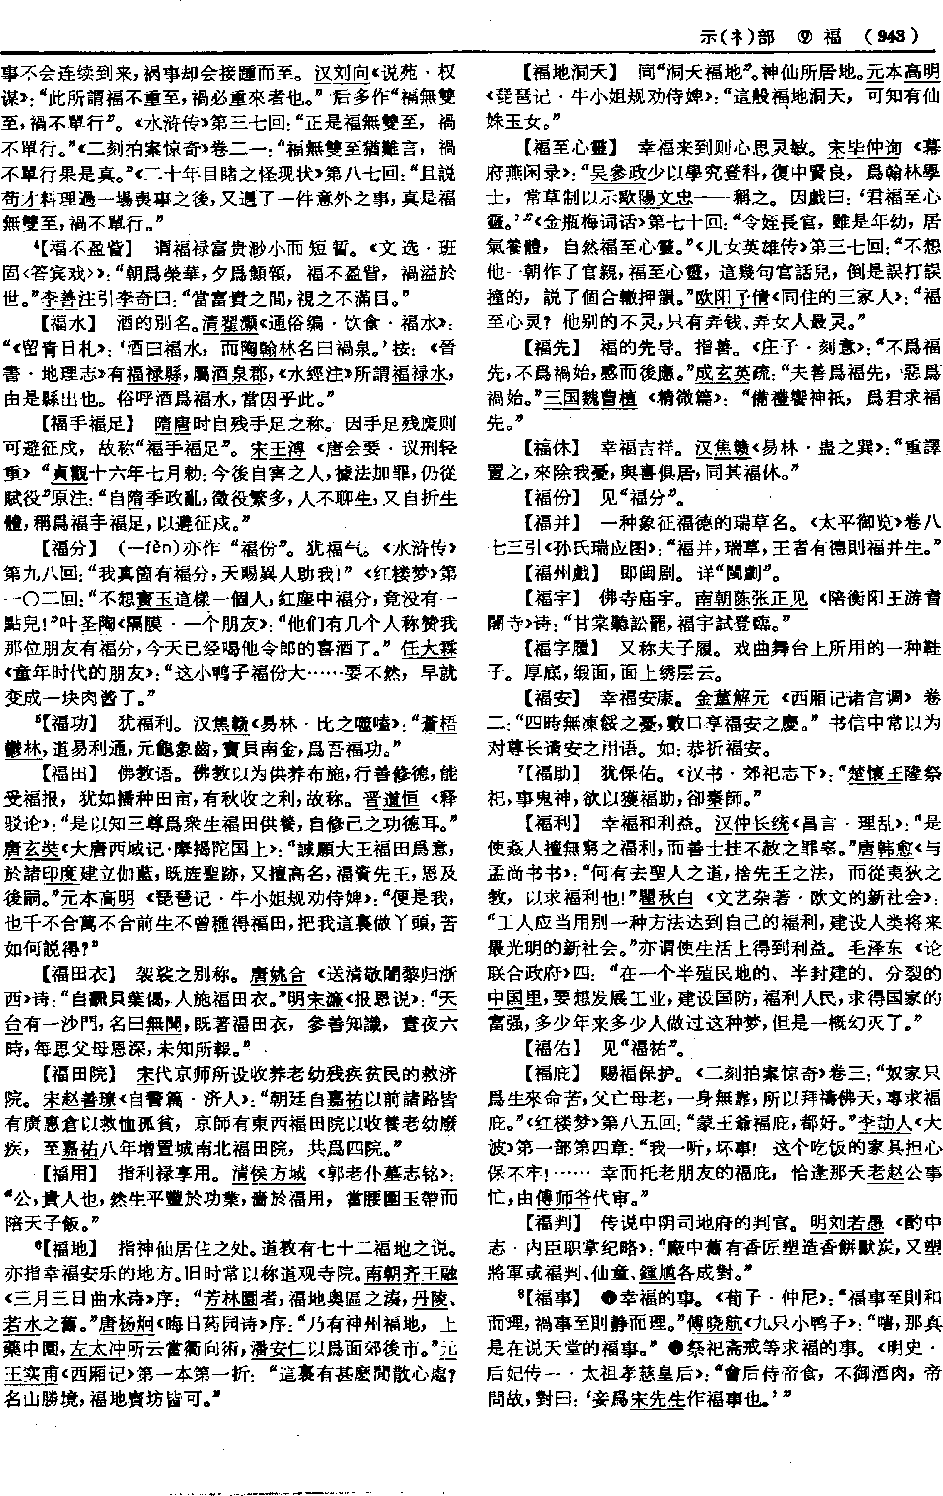 示(礻)部 ⑨ 福 (943)
事不会连续到来,祸事却会接踵而至。汉刘向《说苑·权
谋》:“此所謂福不重至,禍必重來者也。”后多作“福無雙
至,禍不單行”。《水浒传》第三七回:“正是福無雙至,禍
不單行。”《二刻拍案惊奇》卷二一:“福無雙至猶難言,禍
不單行果是真。”《二十年目睹之怪现状》第八七回:“且説
苟才料理過一場喪事之後,又遇了一件意外之事,真是福
無雙至,禍不單行。”
⁴【福不盈眥】 谓福禄富贵渺小而短暂。《文选·班
固〈答宾戏〉》:“朝爲榮華,夕爲顦顇,福不盈眥,禍溢於
世。”李善注引李奇曰:“當富貴之間,視之不滿目。”
【福水】 酒的别名。清翟灏《通俗编·饮食·福水》:
“《留青日札》:‘酒曰福水,而陶翰林名曰禍泉。’按:《晉
書·地理志》有福禄縣,屬酒泉郡,《水經注》所謂福禄水,
由是縣出也。俗呼酒爲福水,當因乎此。”
【福手福足】 隋唐时自残手足之称。因手足残废则
可避征戍,故称“福手福足”。宋王溥《唐会要·议刑轻
重》“貞觀十六年七月勅:今後自害之人,據法加罪,仍從
賦役”原注:“自隋季政亂,徵役繁多,人不聊生,又自折生
體,稱爲福手福足,以避征戍。”
【福分】 (—fèn)亦作“福份”。犹福气。《水浒传》
第九八回:“我真箇有福分,天賜異人助我!”《红楼梦》第
一〇二回:“不想寳玉這樣一個人,紅塵中福分,竟没有一
點兒!”叶圣陶《隔膜·一个朋友》:“他们有几个人称赞我
那位朋友有福分,今天已经喝他令郎的喜酒了。”任大霖
《童年时代的朋友》:“这小鸭子福份大……要不然,早就
变成一块肉酱了。”
⁵【福功】 犹福利。汉焦赣《易林·比之噬嗑》:“蒼梧
鬱林,道易利通,元龜象齒,寳貝南金,爲吾福功。”
【福田】 佛教语。佛教以为供养布施,行善修德,能
受福报,犹如播种田亩,有秋收之利,故称。晋道恒《释
驳论》:“是以知三尊爲衆生福田供養,自修己之功德耳。”
唐玄奘《大唐西域记·摩揭陀国上》:“誠願大王福田爲意,
於諸印度建立伽藍,既旌聖跡,又擅高名,福資先王,恩及
後嗣。”元本高明《琵琶记·牛小姐规劝侍婢》:“便是我,
也千不合萬不合前生不曾種得福田,把我這裏做丫頭,苦
如何説得?”
【福田衣】 袈裟之别称。唐姚合《送清敬闍黎归浙
西》诗:“自翻貝葉偈,人施福田衣。”明宋濂《报恩说》:“天
台有一沙門,名曰無聞,既著福田衣,參善知識,晝夜六
時,每思父母恩深,未知所報。”
【福田院】 宋代京师所设收养老幼残疾贫民的救济
院。宋赵善璙《自警篇·济人》:“朝廷自嘉祐以前諸路皆
有廣惠倉以救恤孤貧,京師有東西福田院以收養老幼廢
疾,至嘉祐八年增置城南北福田院,共爲四院。”
【福用】 指利禄享用。清侯方域《郭老仆墓志铭》:
“公,貴人也,然生平豐於功業,嗇於福用,當腰圍玉帶而
陪天子飯。”
⁶【福地】 指神仙居住之处。道教有七十二福地之说。
亦指幸福安乐的地方。旧时常以称道观寺院。南朝齐王融
《三月三日曲水诗》序:“芳林園者,福地奥區之湊,丹陵、
若水之舊。”唐杨炯《晦日药园诗》序:“乃有神州福地,上
藥中園,左太冲所云當衢向術,潘安仁以爲面郊後市。”元
王实甫《西厢记》第一本第一折:“這裏有甚麽閒散心處?
名山勝境,福地寳坊皆可。”
【福地洞天】 同“洞天福地”。神仙所居地。元本高明
《琵琶记·牛小姐规劝侍婢》:“這般福地洞天,可知有仙
姝玉女。”
【福至心靈】 幸福来到则心思灵敏。宋毕仲询《幕
府燕闲录》:“吴參政少以學究登科,復中賢良,爲翰林學
士,常草制以示歐陽文忠——稱之。因戲曰:‘君福至心
靈。’”《金瓶梅词话》第七十回:“令姪長官,雖是年幼,居
氣養體,自然福至心靈。”《儿女英雄传》第三七回:“不想
他一朝作了官親,福至心靈,這幾句官話兒,倒是誤打誤
撞的,説了個合轍押韻。”欧阳予倩《同住的三家人》:“福
至心灵?他别的不灵,只有弄钱、弄女人最灵。”
【福先】 福的先导。指善。《庄子·刻意》:“不爲福
先,不爲禍始,感而後應。”成玄英疏:“夫善爲福先,惡爲
禍始。”三国魏曹植《精微篇》:“備禮饗神祇,爲君求福
先。”
【福休】 幸福吉祥。汉焦赣《易林·蛊之巽》:“重譯
置之,來除我憂,與喜俱居,同其福休。”
【福份】 见“福分”。
【福并】 一种象征福德的瑞草名。《太平御览》卷八
七三引《孙氏瑞应图》:“福并,瑞草,王者有德則福并生。”
【福州戲】 即闽剧。详“閩劇”。
【福宇】 佛寺庙宇。南朝陈张正见《陪衡阳王游耆
闍寺》诗:“甘棠聽訟罷,福宇試登臨。”
【福字履】 又称夫子履。戏曲舞台上所用的一种鞋
子。厚底,缎面,面上绣层云。
【福安】 幸福安康。金董解元《西厢记诸宫调》卷
二:“四時無凍餒之憂,數口享福安之慶。”书信中常以为
对尊长请安之用语。如:恭祈福安。
⁷【福助】 犹保佑。《汉书·郊祀志下》:“楚懷王隆祭
祀,事鬼神,欲以獲福助,卻秦師。”
【福利】 幸福和利益。汉仲长统《昌言·理乱》:“是
使姦人擅無窮之福利,而善士挂不赦之罪辜。”唐韩愈《与
孟尚书书》:“何有去聖人之道,捨先王之法,而從夷狄之
教,以求福利也!”瞿秋白《文艺杂著·欧文的新社会》:
“工人应当用别一种方法达到自己的福利,建设人类将来
最光明的新社会。”亦谓使生活上得到利益。毛泽东《论
联合政府》四:“在一个半殖民地的、半封建的、分裂的
中国里,要想发展工业,建设国防,福利人民,求得国家的
富强,多少年来多少人做过这种梦,但是一概幻灭了。”
【福佑】 见“福祐”。
【福庇】 赐福保护。《二刻拍案惊奇》卷三:“奴家只
爲生來命苦,父亡母老,一身無靠,所以拜禱佛天,專求福
庇。”《红楼梦》第八五回:“蒙王爺福庇,都好。”李劼人《大
波》第一部第四章:“我一听,坏事!这个吃饭的家具担心
保不牢!……幸而托老朋友的福庇,恰逢那天老赵公事
忙,由傅师爷代审。”
【福判】 传说中阴司地府的判官。明刘若愚《酌中
志·内臣职掌纪略》:“廠中舊有香匠塑造香餅獸炭,又塑
將軍或福判、仙童、鍾馗各成對。”
⁸【福事】 ❶幸福的事。《荀子·仲尼》:“福事至則和
而理,禍事至則静而理。”傅晓航《九只小鸭子》:“嗐,那真
是在说天堂的福事。”❷祭祀斋戒等求福的事。《明史·
后妃传一·太祖孝慈皇后》:“會后侍帝食,不御酒肉,帝
問故,對曰:‘妾爲宋先生作福事也。’”